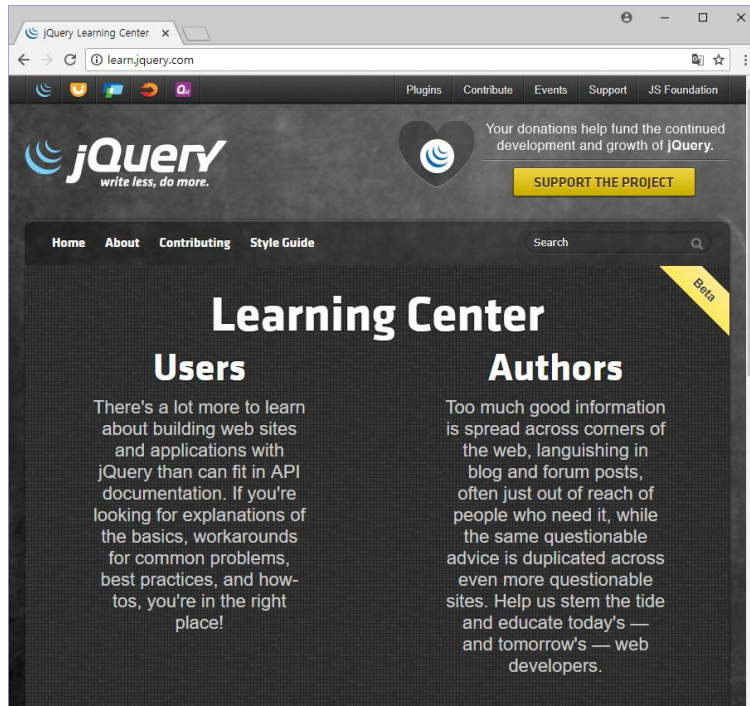 jQuery Learning Center
learn.jquery.com
Plugins Contribute Events Support JS Foundation
jQuery
write less, do more.
Your donations help fund the continued
development and growth of jQuery.
SUPPORT THE PROJECT
Home About Contributing Style Guide
Search
Beta
Learning Center
Users
There's a lot more to learn
about building web sites
and applications with
jQuery than can fit in API
documentation. If you're
looking for explanations of
the basics, workarounds
for common problems,
best practices, and how-
tos, you're in the right
place!
Authors
Too much good information
is spread across corners of
the web, languishing in
blog and forum posts,
often just out of reach of
people who need it, while
the same questionable
advice is duplicated across
even more questionable
sites. Help us stem the tide
and educate today's —
and tomorrow's — web
developers.